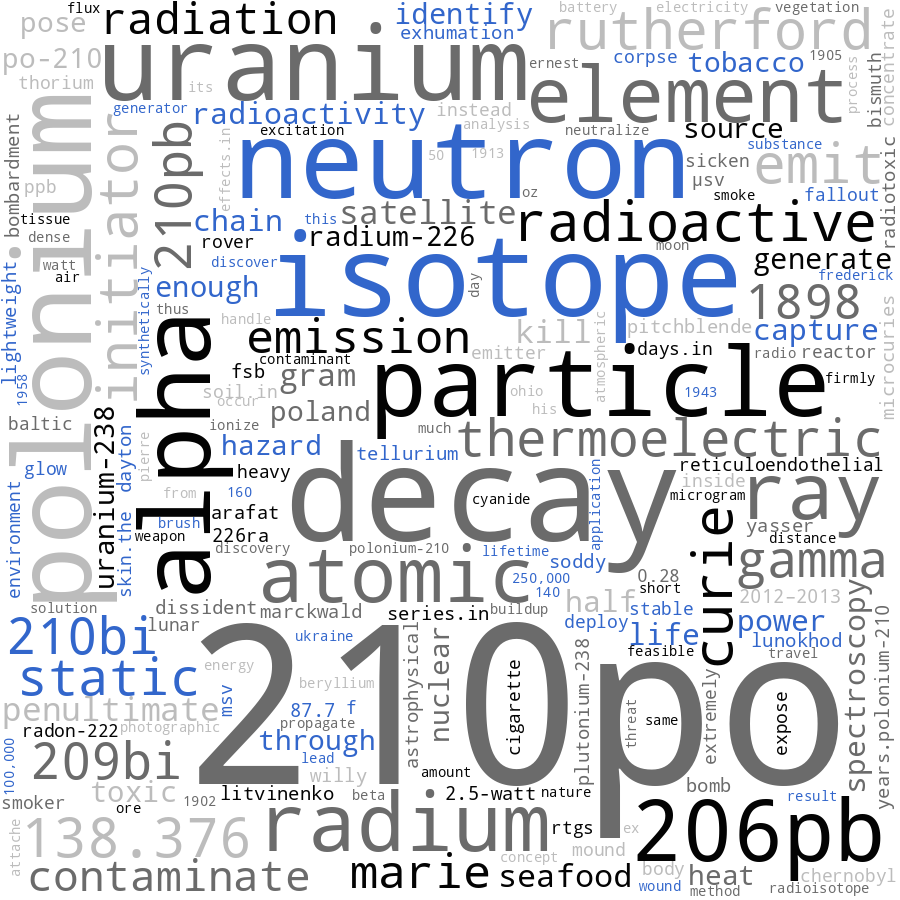 flux
radiation
identify
battery
electricity
vegetation
pose
exhumation
rutherford
concentrate
po-210
uranium
ernest
corpse
tobacco
1905
process
bismuth
thorium
its
element
generator
radioactivity
instead
analysis
neutralize
source
substance
bombardment
polonium
initiator
210pb
effects.in
excitation
neutron
50
1913
sicken
emit
radiotoxic
ppb
µsv
oz
smoke
fallout
tissue
chain
this
satellite
radioactive
dense
rover
radium-226
moon
watt
air
discover
isotope
day
generate
frederick
lightweight
synthetically
enough
1898
thus
handle
emission
kill
atmospheric
pitchblende
capture
microcuries
alpha
contaminant
emitter
days.in
radio
reactor
fsb
gram
particle
firmly
1958
soil.in
occur
ohio
1943
his
baltic
uranium-238
poland
ionize
much
thermoelectric
dayton
pierre
hazard
tellurium
reticuloendothelial
glow
heavy
decay
application
inside
ray
environment
from
160
cyanide
microgram
skin.the
brush
arafat
curie
yasser
weapon
226ra
distance
discovery
polonium-210
lifetime
soddy
gamma
atomic
250,000
0.28
140
short
solution
dissident
marckwald
series.in
buildup
half
stable
2012-2013
spectroscopy
lunar
deploy
life
power
210bi
210po
ukraine
astrophysical
nuclear
plutonium-238
feasible
lunokhod
travel
years.polonium-210
static
energy
cigarette
extremely
beryllium
msv
penultimate
87.7 f
threat
same
expose
radon-222
photographic
propagate
through
100,000
209bi
lead
willy
amount
toxic
litvinenko
beta
2.5-watt
nature
bomb
result
smoker
ore
1902
radium
rtgs
ex
206pb
attache
138.376
mound
concept
contaminate
marie
seafood
body
wound
heat
method
chernobyl
radioisotope